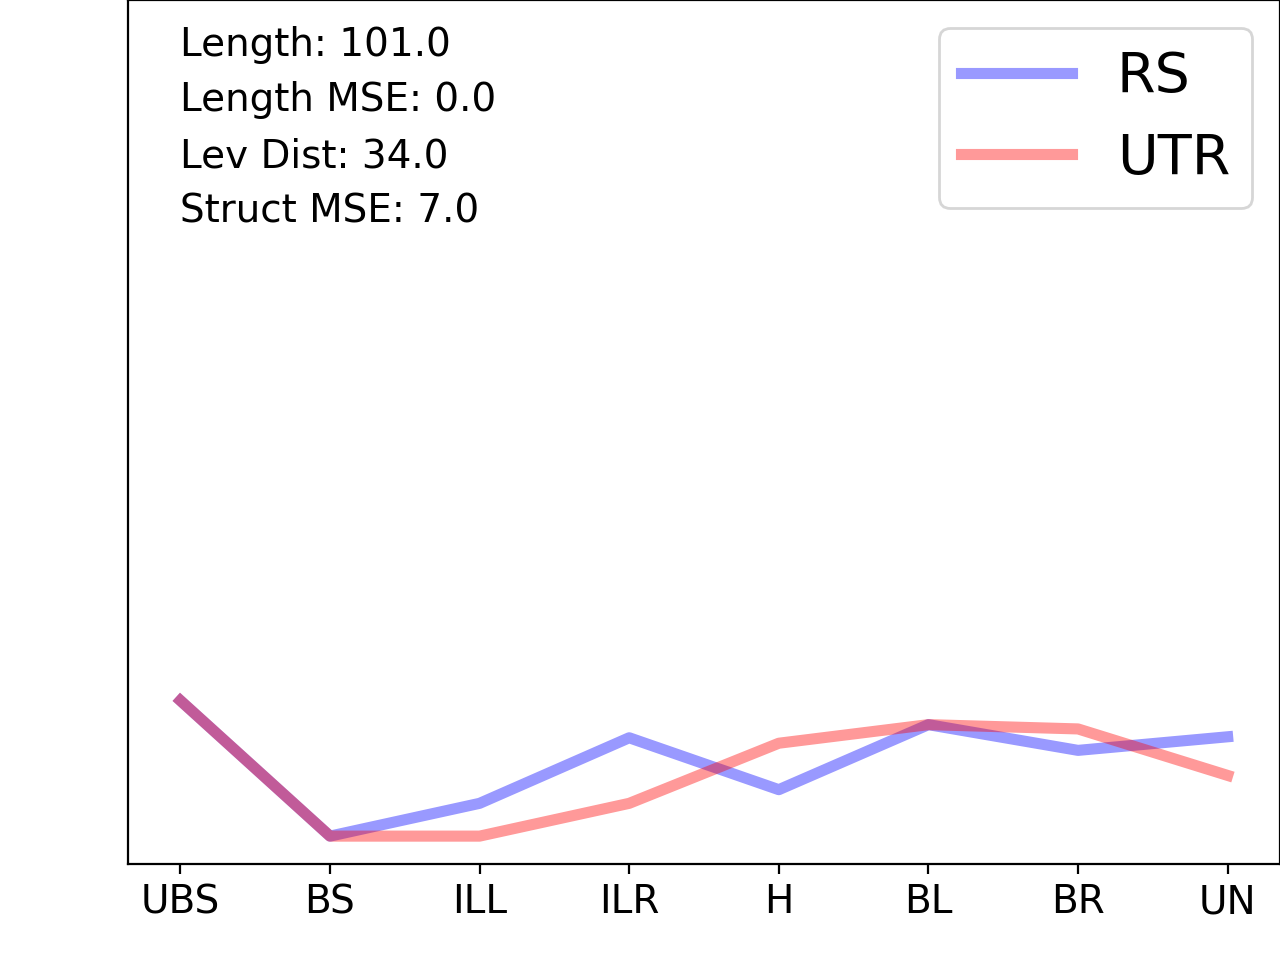 Length: 101.0
Length MSE: 0.0
Lev Dist: 34.0
Struct MSE: 7.0
RS
UTR
UBS BS ILL ILR H BL BR UN